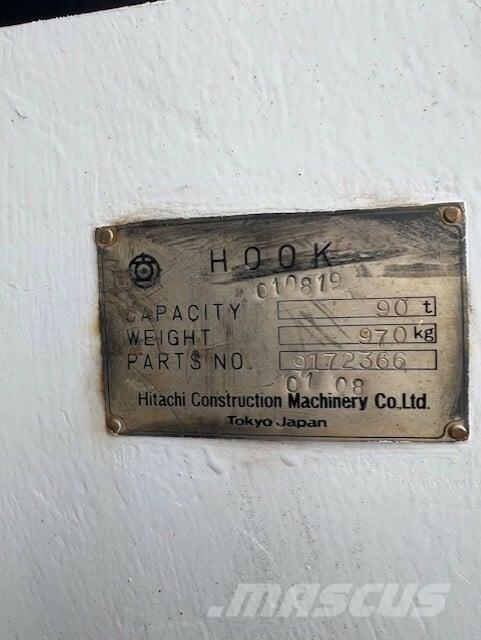 HOOK
010819
CAPACITY 90 t
WEIGHT 970 kg
PARTS NO. 9172366
01 08
Hitachi Construction Machinery Co.,Ltd.
Tokyo Japan
MASCUS